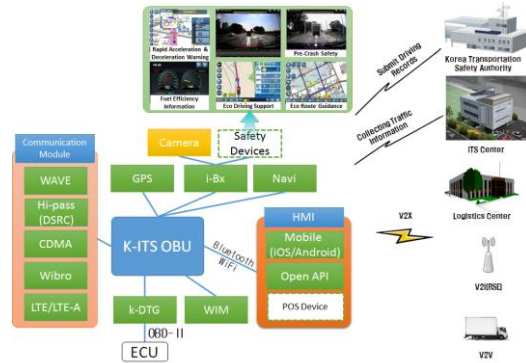 Rapid Acceleration &
Deceleration Warning
Pre-Crash Safety
Fuel Efficiency
Information
Eco Driving Support
Eco Route Guidance
Submit Driving
Records
Korea Transportation
Safety Authority
Collecting Traffic
Information
ITS Center
Camera
Safety
Devices
Communication
Module
WAVE
Hi-pass
(DSRC)
CDMA
Wibro
LTE/LTE-A
GPS
i-Bx
Navi
K-ITS OBU
Bluetooth
WiFi
HMI
Mobile
(iOS/Android)
Open API
POS Device
k-DTG
WIM
OBD-II
ECU
Logistics Center
V2X
V2I(RSE)
V2V